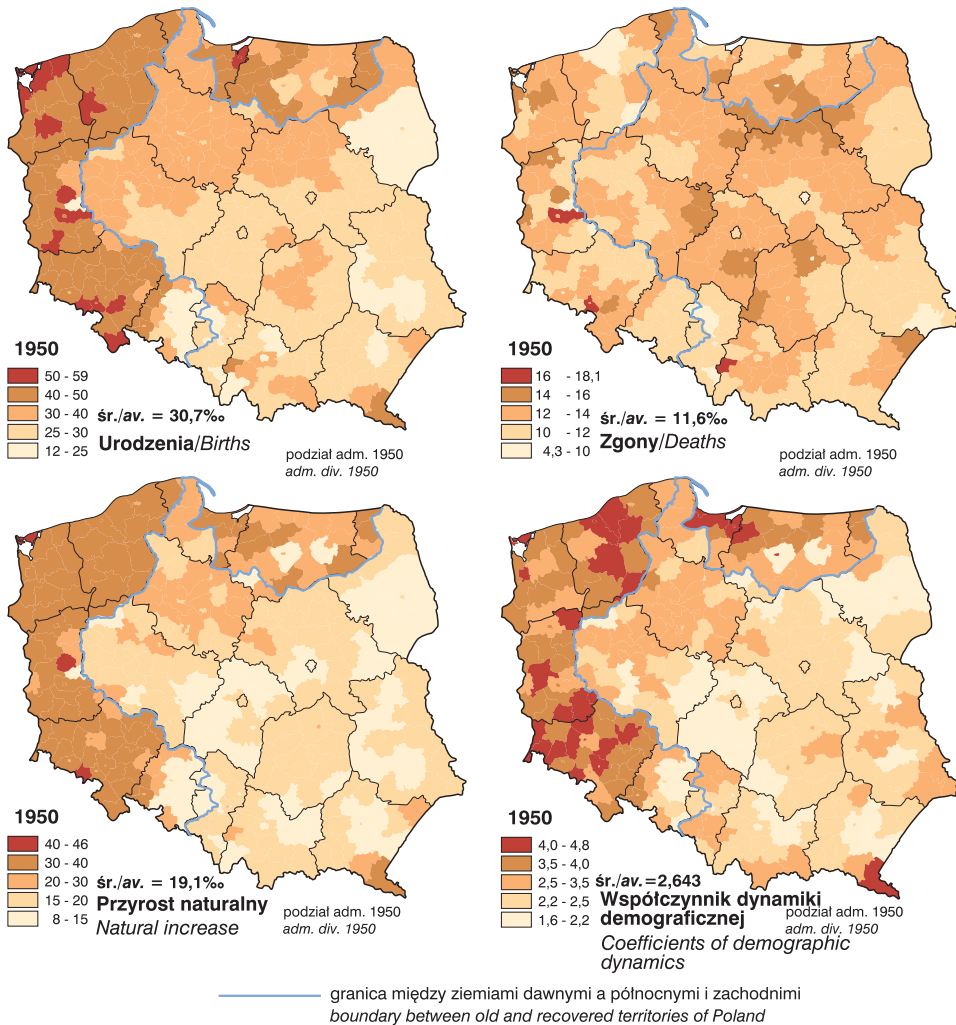 1950
50 - 59
40 - 50
30 - 40
25 - 30
12 - 25
śr./av. = 30,7‰
Urodzenia/Births
podział adm. 1950
adm. div. 1950
1950
16 - 18,1
14 - 16
12 - 14
10 - 12
4,3 - 10
śr./av. = 11,6‰
Zgony/Deaths
podział adm. 1950
adm. div. 1950
1950
40 - 46
30 - 40
20 - 30
15 - 20
8 - 15
śr./av. = 19,1‰
Przyrost naturalny
Natural increase
podział adm. 1950
adm. div. 1950
1950
4,0 - 4,8
3,5 - 4,0
2,5 - 3,5
2,2 - 2,5
1,6 - 2,2
śr./av.=2,643
Współczynnik dynamiki
demograficznej
Coefficients of demographic
dynamics
podział adm. 1950
adm. div. 1950
granica między ziemiami dawnymi a północnymi i zachodnimi
boundary between old and recovered territories of Poland